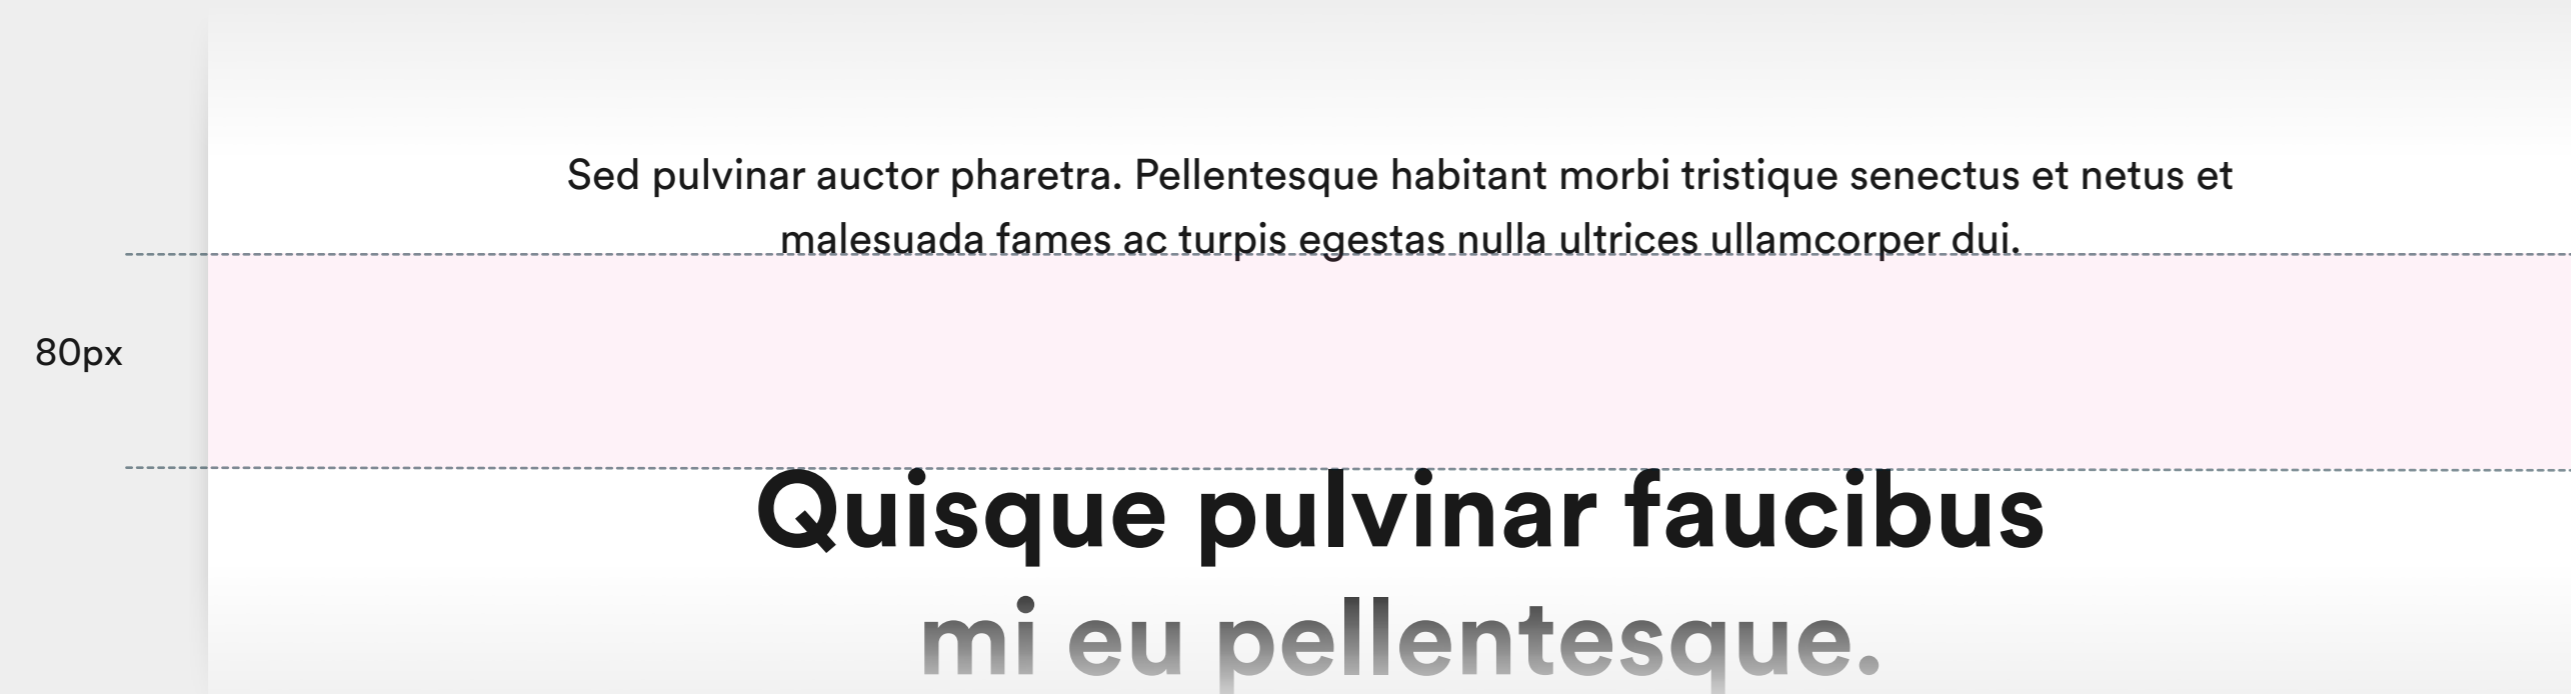 Sed pulvinar auctor pharetra. Pellentesque habitant morbi tristique senectus et netus et
malesuada fames ac turpis egestas nulla ultrices ullamcorper dui.
80px
Quisque pulvinar faucibus
mi eu pellentesque.